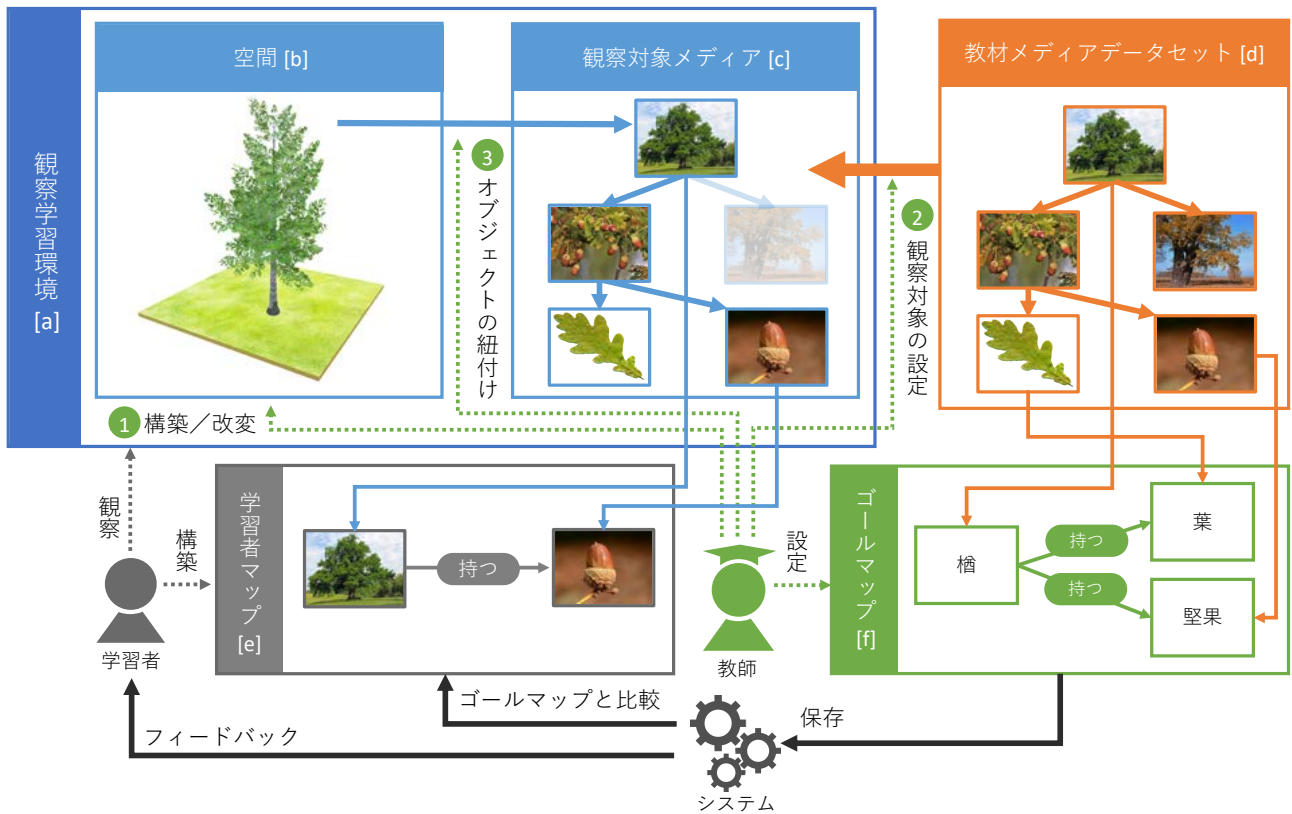 空間 [b]
観察対象メディア [c]
教材メディアデータセット [d]
観察学習環境
[a]
3
オブジェクトの紐付け
2
観察対象の設定
1
構築／改変
観察
構築
学習者
学習者マップ
[e]
持つ
設定
教師
ゴールマップ
[f]
楢
持つ
持つ
葉
堅果
ゴールマップと比較
フィードバック
保存
システム